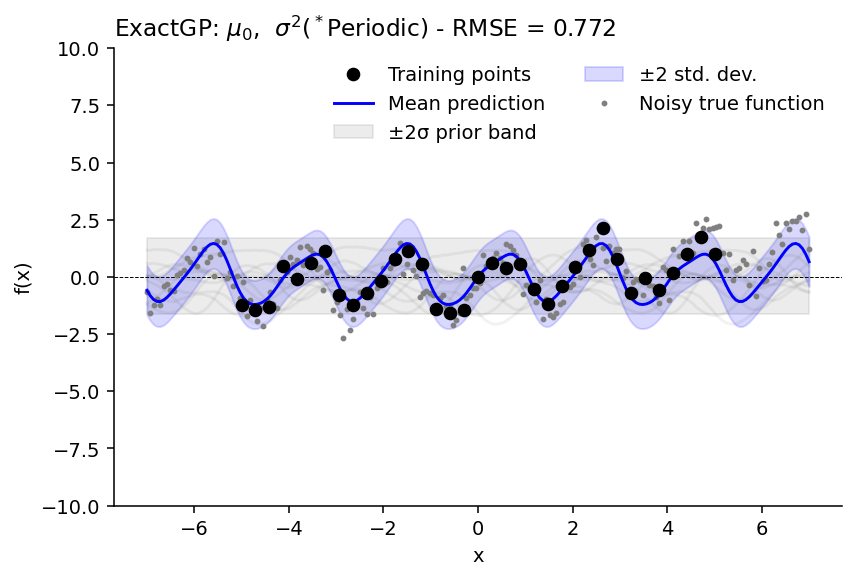 ExactGP: μ₀, σ²(*Periodic) - RMSE = 0.772
10.0
7.5
5.0
2.5
0.0
−2.5
−5.0
−7.5
−10.0
f(x)
Training points
Mean prediction
±2σ prior band
±2 std. dev.
Noisy true function
−6 −4 −2 0 2 4 6
x